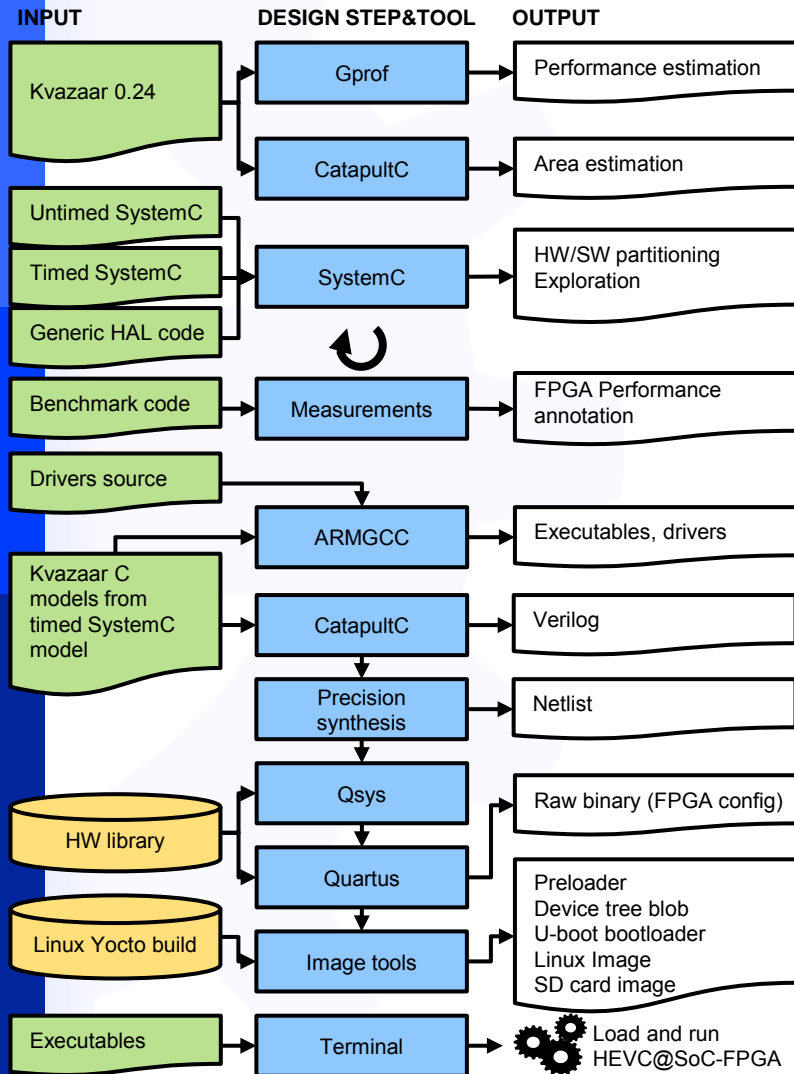 INPUT
DESIGN STEP&TOOL
OUTPUT
Kvazaar 0.24
Gprof
Performance estimation
CatapultC
Area estimation
Untimed SystemC
Timed SystemC
Generic HAL code
SystemC
HW/SW partitioning
Exploration
Benchmark code
Measurements
FPGA Performance
annotation
Drivers source
ARMGCC
Executables, drivers
Kvazaar C
models from
timed SystemC
model
CatapultC
Verilog
Precision
synthesis
Netlist
HW library
Qsys
Quartus
Raw binary (FPGA config)
Linux Yocto build
Image tools
Preloader
Device tree blob
U-boot bootloader
Linux Image
SD card image
Executables
Terminal
Load and run
HEVC@SoC-FPGA